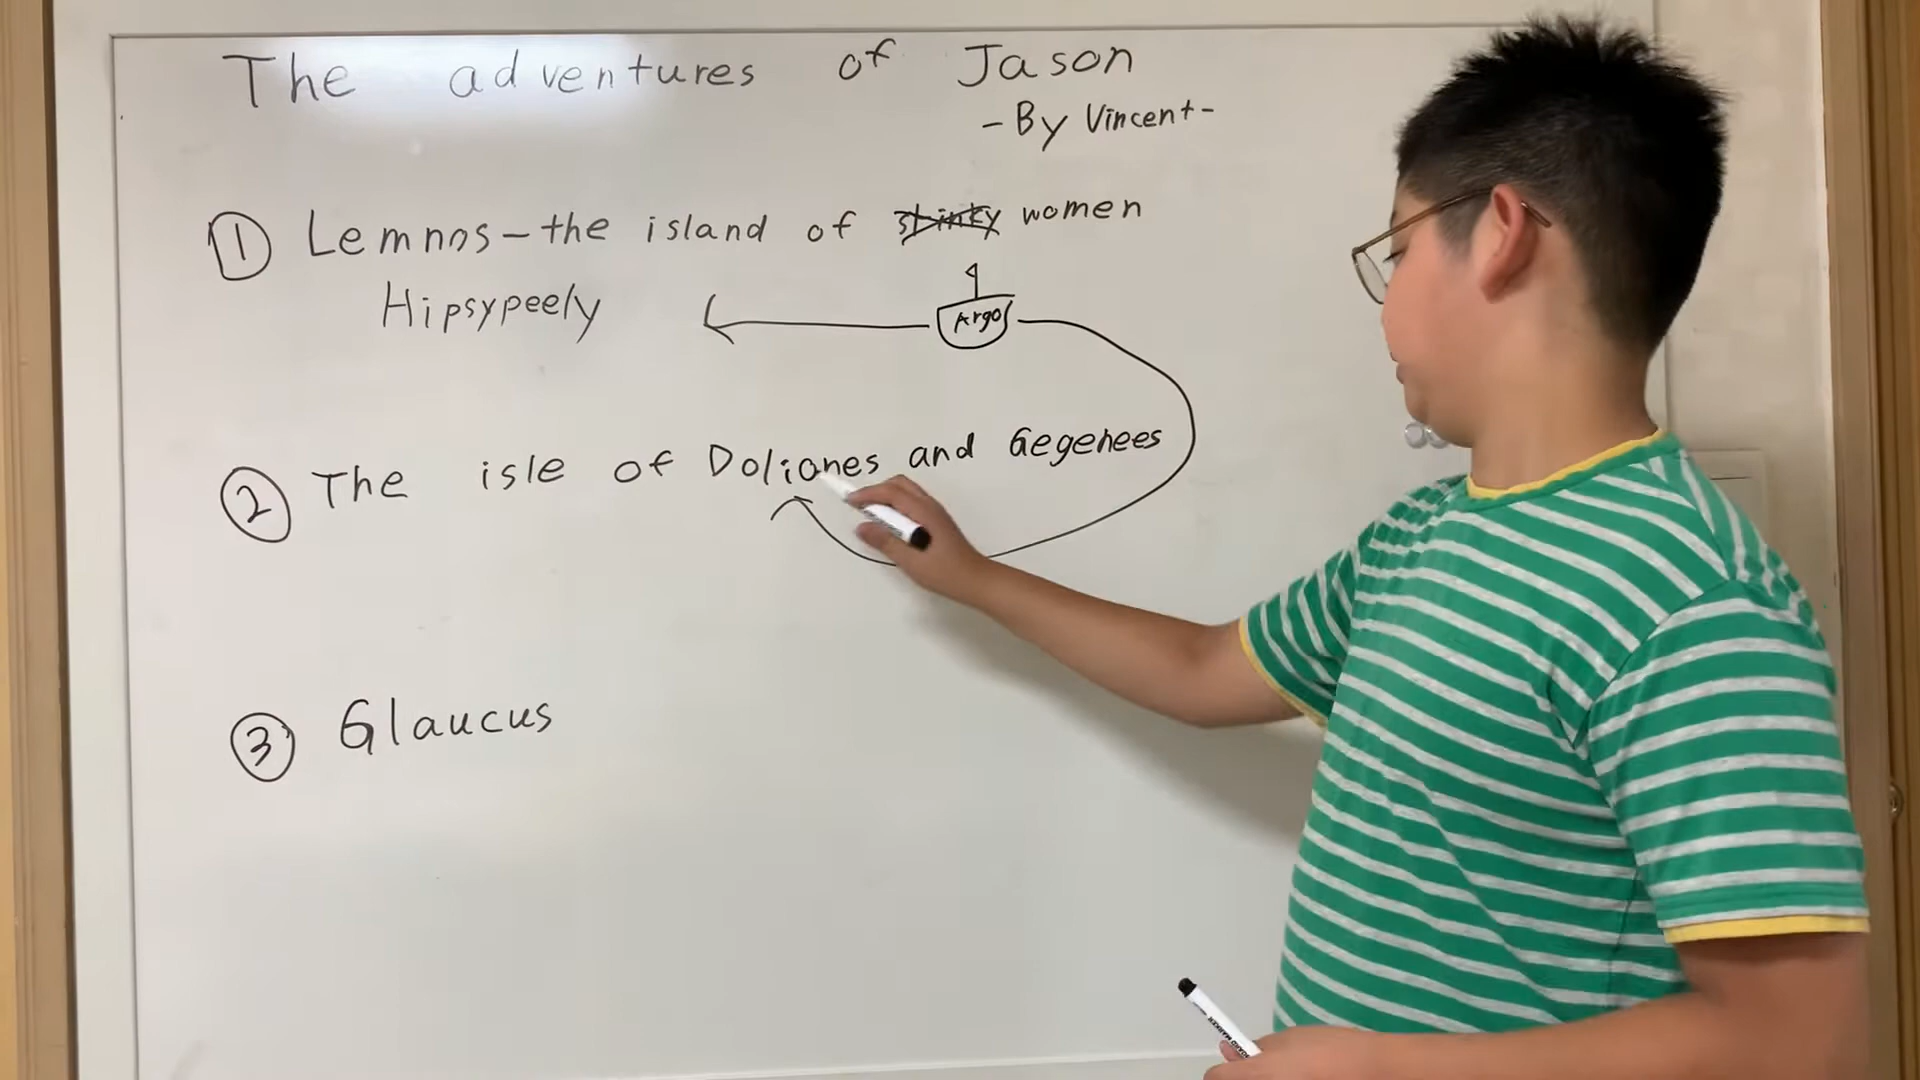 The adventures of Jason
- By Vincent -
① Lemnos - the island of stinky women
Hipsypeely
Argo
② The isle of Doliones and Gegenees
③ Glaucus